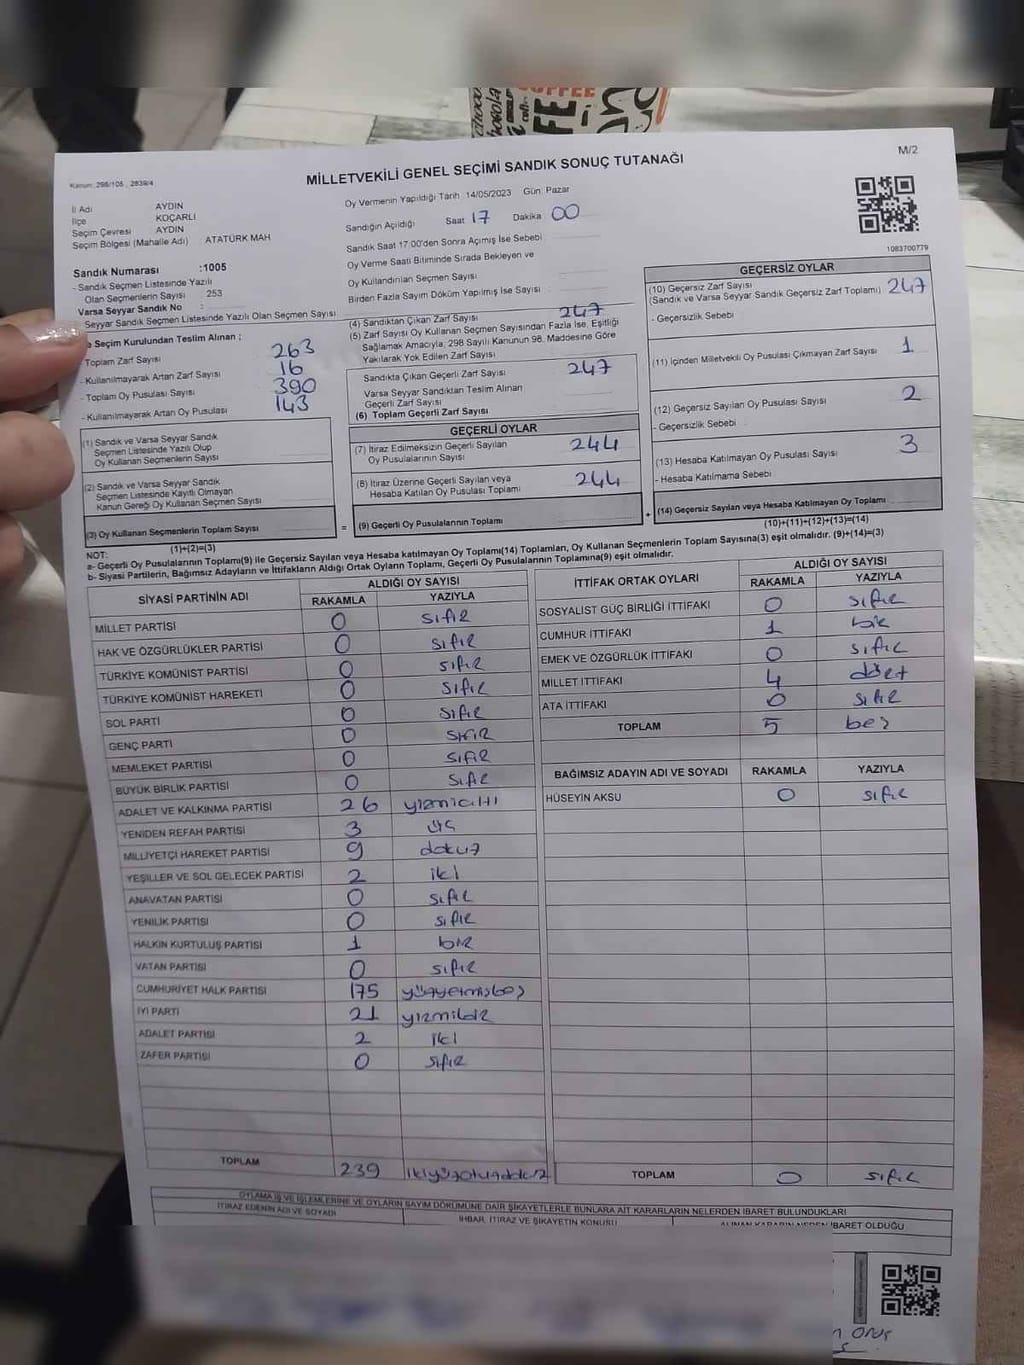 COFFEE
M/2
Kanun: 298/105 , 2839/4
MİLLETVEKİLİ GENEL SEÇİMİ SANDIK SONUÇ TUTANAĞI
İl Adı AYDIN
İlçe KOÇARLI
Seçim Çevresi AYDIN
Seçim Bölgesi (Mahalle Adı) ATATÜRK MAH
Sandık Numarası :1005
- Sandık Seçmen Listesinde Yazılı
Olan Seçmenlerin Sayısı 253
Varsa Seyyar Sandık No :
Seyyar Sandık Seçmen Listesinde Yazılı Olan Seçmen Sayısı
Seçim Kurulundan Teslim Alınan ;
Toplam Zarf Sayısı 263
- Kullanılmayarak Artan Zarf Sayısı 16
- Toplam Oy Pusulası Sayısı 390
- Kullanılmayarak Artan Oy Pusulası 143
(1) Sandık ve Varsa Seyyar Sandık
Seçmen Listesinde Yazılı Olup
Oy Kullanan Seçmenlerin Sayısı
(2) Sandık ve Varsa Seyyar Sandık
Seçmen Listesinde Kayıtlı Olmayan
Kanun Gereği Oy Kullanan Seçmen Sayısı
(3) Oy Kullanan Seçmenlerin Toplam Sayısı
(1)+(2)=(3)
Oy Vermenin Yapıldığı Tarih 14/05/2023 Gün: Pazar
Sandığın Açıldığı Saat 17 Dakika 00
Sandık Saat 17.00'den Sonra Açımış İse Sebebi :
Oy Verme Saati Bitiminde Sırada Bekleyen ve
Oy Kullandırılan Seçmen Sayısı :
Birden Fazla Sayım Döküm Yapılmış İse Sayısı :
(4) Sandıktan Çıkan Zarf Sayısı 247
(5) Zarf Sayısı Oy Kullanan Seçmen Sayısından Fazla İse, Eşitliği
Sağlamak Amacıyla, 298 Sayılı Kanunun 98. Maddesine Göre
Yakılarak Yok Edilen Zarf Sayısı
Sandıkta Çıkan Geçerli Zarf Sayısı 247
Varsa Seyyar Sandıktan Teslim Alınan
Geçerli Zarf Sayısı
(6) Toplam Geçerli Zarf Sayısı
GEÇERLİ OYLAR
(7) İtiraz Edilmeksizin Geçerli Sayılan
Oy Pusulalarının Sayısı 244
(8) İtiraz Üzerine Geçerli Sayılan veya
Hesaba Katılan Oy Pusulası Toplamı 244
= (9) Geçerli Oy Pusulalarının Toplamı +
1083700779
GEÇERSİZ OYLAR
(10) Geçersiz Zarf Sayısı
(Sandık ve Varsa Seyyar Sandık Geçersiz Zarf Toplamı) 247
- Geçersizlik Sebebi
(11) İçinden Milletvekili Oy Pusulası Çıkmayan Zarf Sayısı 1
(12) Geçersiz Sayılan Oy Pusulası Sayısı 2
- Geçersizlik Sebebi
(13) Hesaba Katılmayan Oy Pusulası Sayısı 3
- Hesaba Katılmama Sebebi
(14) Geçersiz Sayılan veya Hesaba Katılmayan Oy Toplamı
(10)+(11)+(12)+(13)=(14)
NOT:
a- Geçerli Oy Pusulalarının Toplamı(9) ile Geçersiz Sayılan veya Hesaba katılmayan Oy Toplamı(14) Toplamları, Oy Kullanan Seçmenlerin Toplam Sayısına(3) eşit olmalıdır. (9)+(14)=(3)
b- Siyasi Partilerin, Bağımsız Adayların ve İttifakların Aldığı Ortak Oyların Toplamı, Geçerli Oy Pusulalarının Toplamına(9) eşit olmalıdır.
SİYASİ PARTİNİN ADI ALDIĞI OY SAYISI
RAKAMLA YAZIYLA
MİLLET PARTİSİ 0 sıfır
HAK VE ÖZGÜRLÜKLER PARTİSİ 0 sıfır
TÜRKİYE KOMÜNİST PARTİSİ 0 sıfır
TÜRKİYE KOMÜNİST HAREKETİ 0 sıfır
SOL PARTİ 0 sıfır
GENÇ PARTİ 0 sıfır
MEMLEKET PARTİSİ 0 sıfır
BÜYÜK BİRLİK PARTİSİ 0 sıfır
ADALET VE KALKINMA PARTİSİ 26 yirmialtı
YENİDEN REFAH PARTİSİ 3 üç
MİLLİYETÇİ HAREKET PARTİSİ 9 dokuz
YEŞİLLER VE SOL GELECEK PARTİSİ 2 iki
ANAVATAN PARTİSİ 0 sıfır
YENİLİK PARTİSİ 0 sıfır
HALKIN KURTULUŞ PARTİSİ 1 bir
VATAN PARTİSİ 0 sıfır
CUMHURİYET HALK PARTİSİ 175 yüzyetmişbeş
İYİ PARTİ 21 yirmibir
ADALET PARTİSİ 2 iki
ZAFER PARTİSİ 0 sıfır
TOPLAM 239 ikiyüzotuzdokuz
İTTİFAK ORTAK OYLARI ALDIĞI OY SAYISI
RAKAMLA YAZIYLA
SOSYALIST GÜÇ BİRLİĞİ İTTİFAKI 0 sıfır
CUMHUR İTTİFAKI 1 bir
EMEK VE ÖZGÜRLÜK İTTİFAKI 0 sıfır
MİLLET İTTİFAKI 4 dört
ATA İTTİFAKI 0 sıfır
TOPLAM 5 beş
BAĞIMSIZ ADAYIN ADI VE SOYADI RAKAMLA YAZIYLA
HÜSEYİN AKSU 0 sıfır
TOPLAM 0 sıfır
OYLAMA İŞ VE İŞLEMLERİNE VE OYLARIN SAYIM DÖKÜMÜNE DAİR ŞİKAYETLERLE BUNLARA AİT KARARLARIN NELERDEN İBARET BULUNDUKLARI
İTİRAZ EDENİN ADI VE SOYADI İHBAR, İTİRAZ VE ŞİKAYETİN KONUSU ALINAN KARARIN NEDEN İBARET OLDUĞU